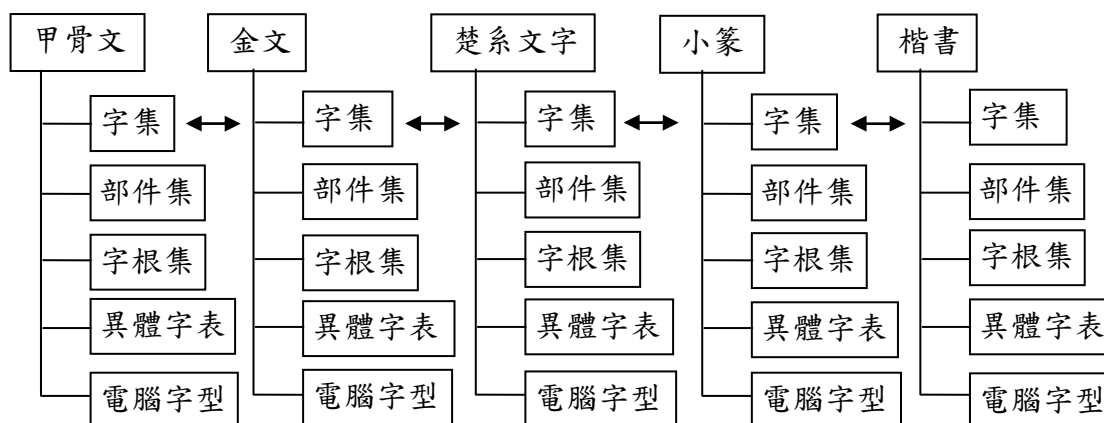 甲骨文 金文 楚系文字 小篆 楷書
字集 字集 字集 字集 字集
部件集 部件集 部件集 部件集 部件集
字根集 字根集 字根集 字根集 字根集
異體字表 異體字表 異體字表 異體字表 異體字表
電腦字型 電腦字型 電腦字型 電腦字型 電腦字型